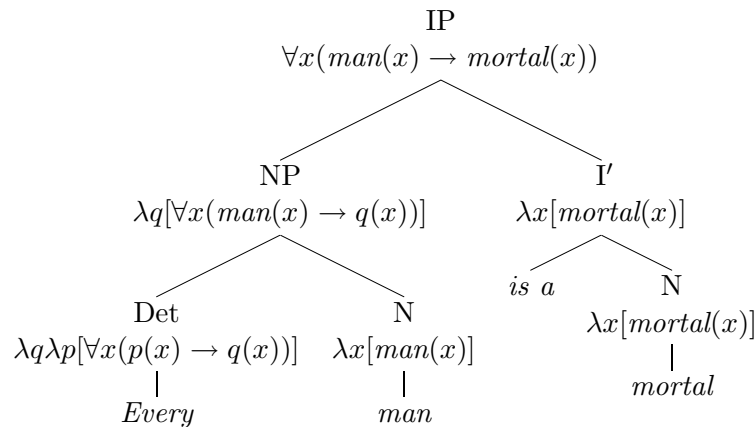 IP
∀x(man(x) → mortal(x))
NP I′
λq[∀x(man(x) → q(x))] λx[mortal(x)]
Det N is a N
λqλp[∀x(p(x) → q(x))] λx[man(x)] λx[mortal(x)]
Every man mortal